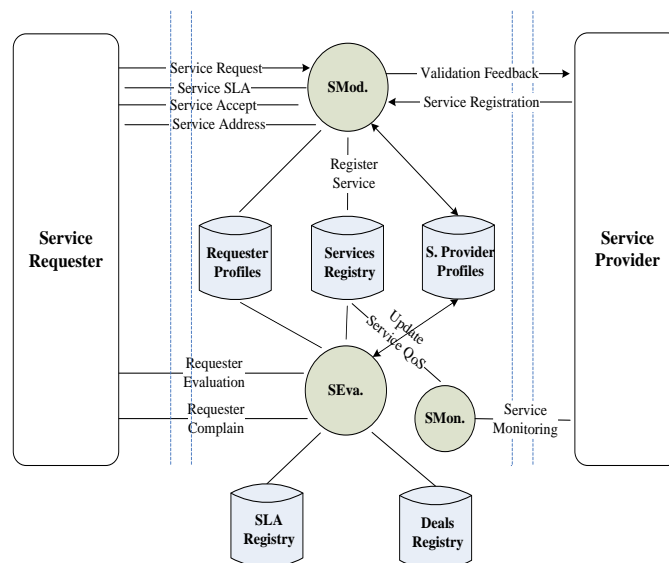 Service Request
Service SLA
Service Accept
Service Address
SMod.
Validation Feedback
Service Registration
Register
Service
Service
Requester
Requester
Profiles
Services
Registry
S. Provider
Profiles
Service
Provider
Update
Service QoS
Requester
Evaluation
SEva.
Requester
Complain
SMon.
Service
Monitoring
SLA
Registry
Deals
Registry